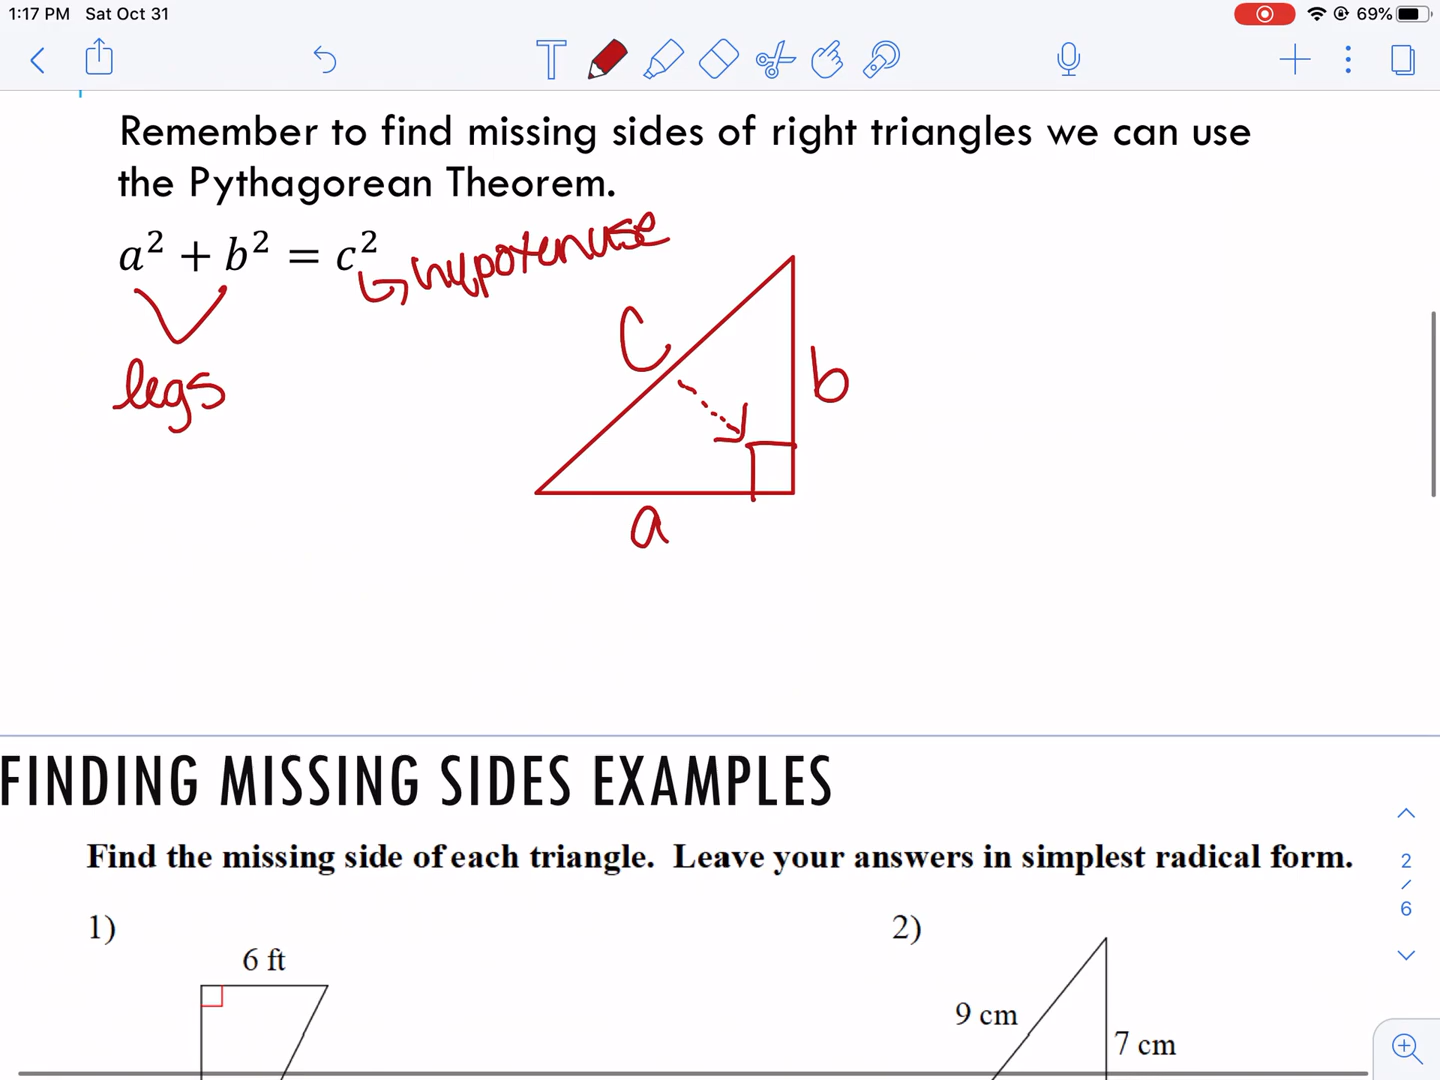 1:17 PM Sat Oct 31
69%
T
Remember to find missing sides of right triangles we can use
the Pythagorean Theorem.
a² + b² = c²
hypotenuse
legs
C
b
a
FINDING MISSING SIDES EXAMPLES
Find the missing side of each triangle. Leave your answers in simplest radical form.
1)
6 ft
2)
9 cm
7 cm
2
/
6